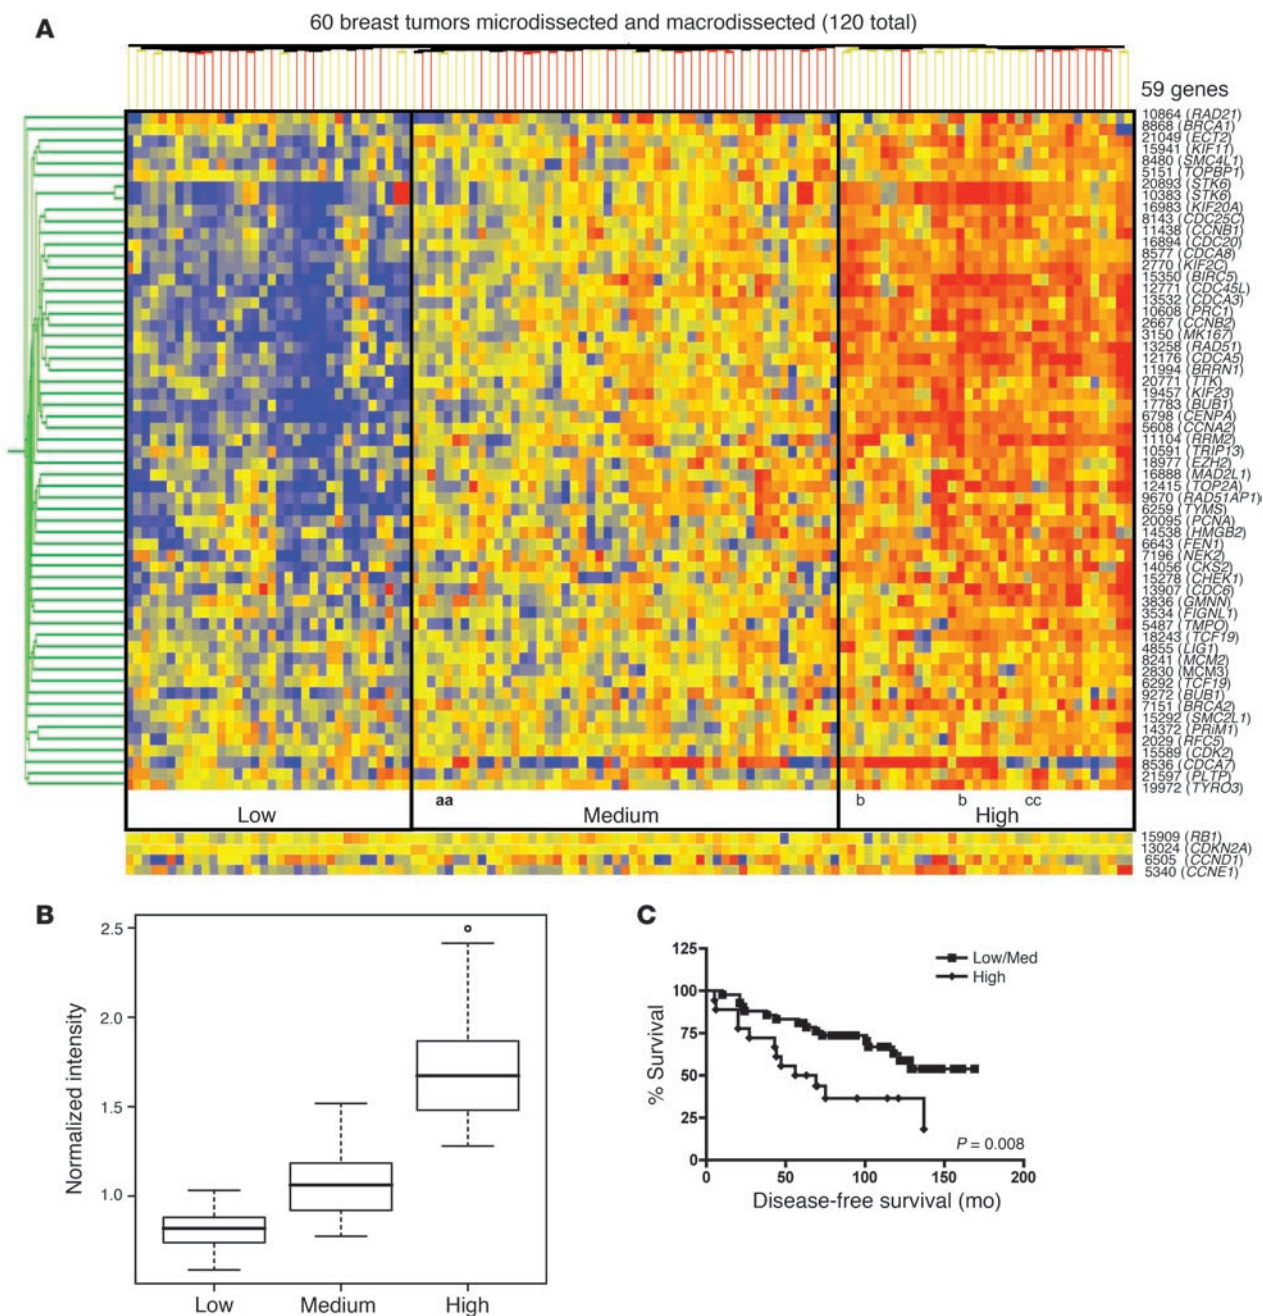 A
60 breast tumors microdissected and macrodissected (120 total)
59 genes
10864 (RAD21)
8868 (BRCA1)
21049 (ECT2)
15941 (KIF11)
8480 (SMC4L1)
5151 (TOPBP1)
20893 (STK6)
10383 (STK6)
16983 (KIF20A)
8143 (CDC25C)
11438 (CCNB1)
16894 (CDC20)
8577 (CDCA8)
2770 (KIF2C)
15350 (BIRC5)
12771 (CDC45L)
13532 (CDCA3)
10608 (PRC1)
2667 (CCNB2)
3150 (MK167)
13258 (RAD51)
12176 (CDCA5)
11994 (BRRN1)
20771 (TTK)
19457 (KIF23)
17783 (BUB1)
6798 (CENPA)
5608 (CCNA2)
11104 (RRM2)
10591 (TRIP13)
18977 (EZH2)
16888 (MAD2L1)
12415 (TOP2A)
9670 (RAD51AP1)
6259 (TYMS)
20095 (PCNA)
14538 (HMGB2)
6643 (FEN1)
7196 (NEK2)
14056 (CKS2)
15278 (CHEK1)
13907 (CDC6)
3836 (GMNN)
3534 (FIGNL1)
5487 (TMPO)
18243 (TCF19)
4855 (LIG1)
8241 (MCM2)
2830 (MCM3)
6292 (TCF19)
9272 (BUB1)
7151 (BRCA2)
15292 (SMC2L1)
14372 (PRiM1)
2029 (RFC5)
15589 (CDK2)
8536 (CDCA7)
21597 (PLTP)
19972 (TYRO3)
aa b b cc
Low Medium High
15909 (RB1)
13024 (CDKN2A)
6505 (CCND1)
5340 (CCNE1)
B
Normalized intensity
2.5
2.0
1.5
1.0
Low Medium High
C
% Survival
125
100
75
50
25
0
Low/Med
High
P = 0.008
0 50 100 150 200
Disease-free survival (mo)